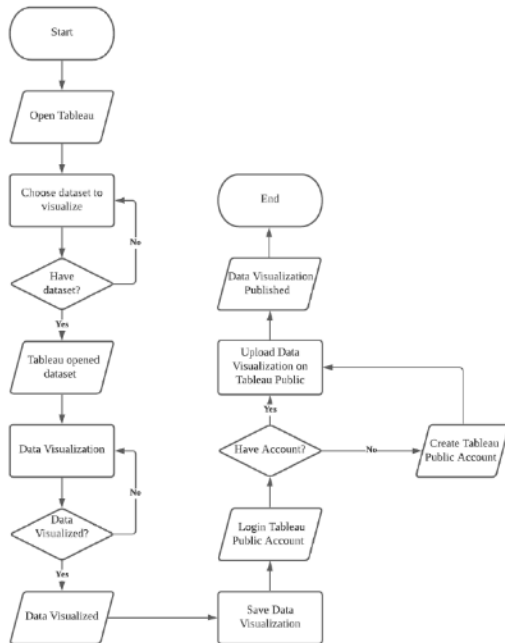 Start
Open Tableau
Choose dataset to
visualize
No
Have
dataset?
Yes
Tableau opened
dataset
Data Visualization
No
Data
Visualized?
Yes
Data Visualized
Save Data
Visualization
Login Tableau
Public Account
Have Account?
No
Create Tableau
Public Account
Yes
Upload Data
Visualization on
Tableau Public
Data Visualization
Published
End